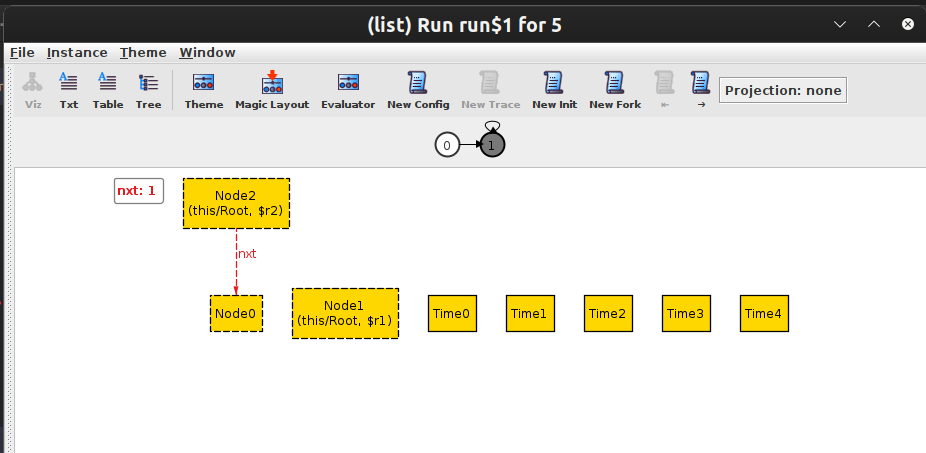 (list) Run run$1 for 5
File Instance Theme Window
Viz Txt Table Tree Theme Magic Layout Evaluator New Config New Trace New Init New Fork ← → Projection: none
0 1
nxt: 1
Node2
(this/Root, $r2)
nxt
Node0
Node1
(this/Root, $r1)
Time0 Time1 Time2 Time3 Time4